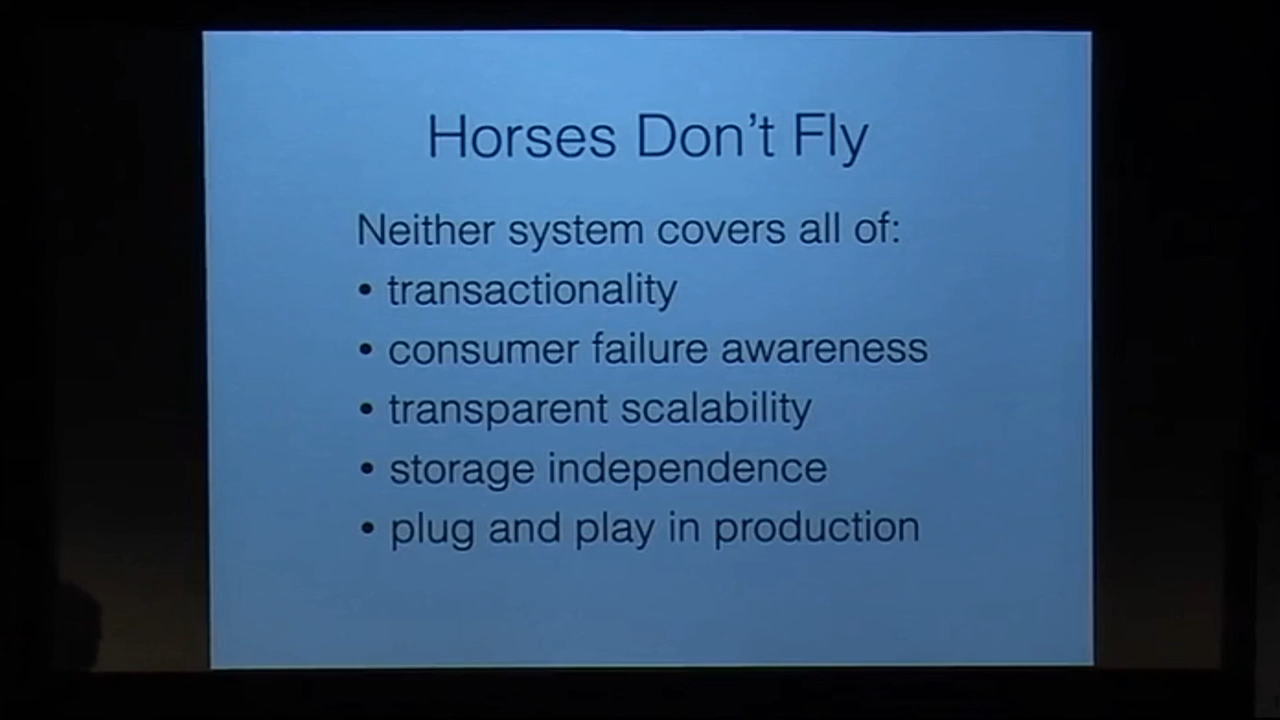 Horses Don't Fly
Neither system covers all of:
• transactionality
• consumer failure awareness
• transparent scalability
• storage independence
• plug and play in production